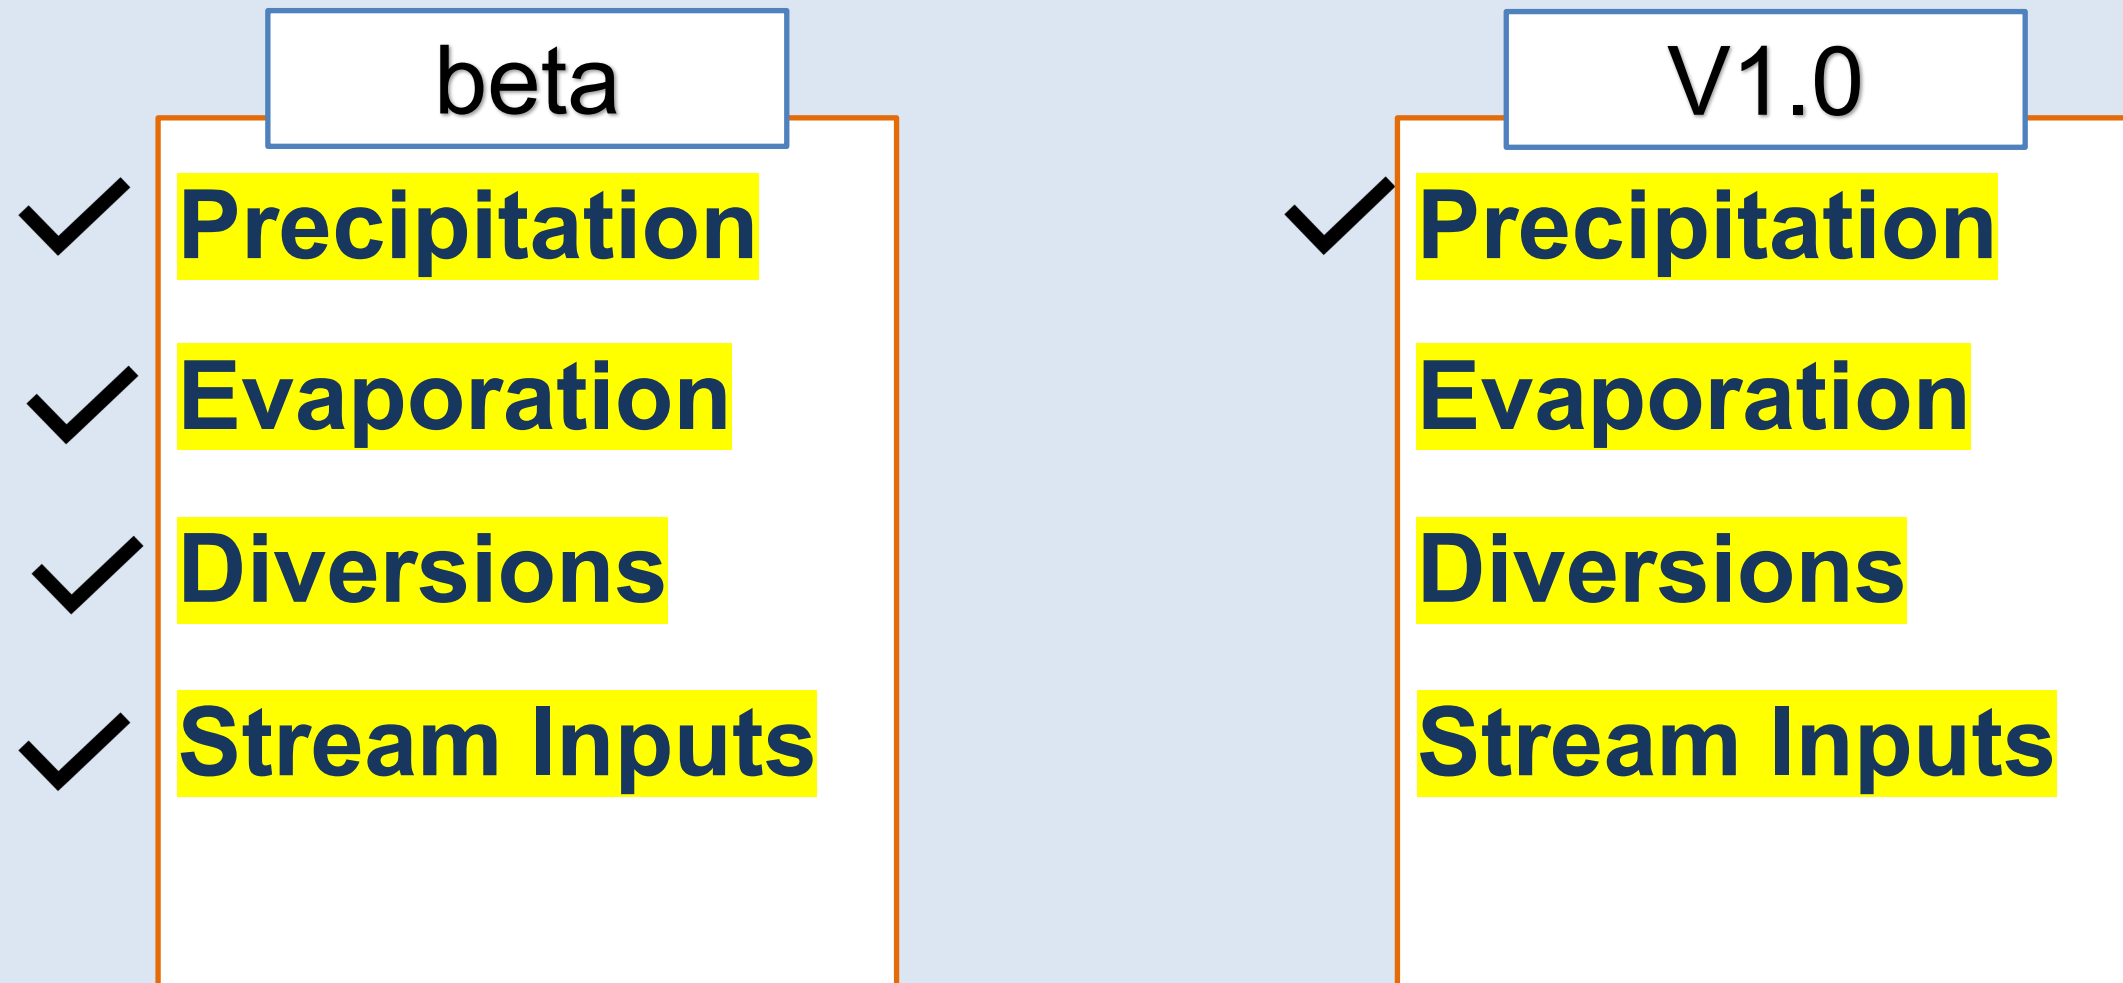 beta
Precipitation
Evaporation
Diversions
Stream Inputs
V1.0
Precipitation
Evaporation
Diversions
Stream Inputs